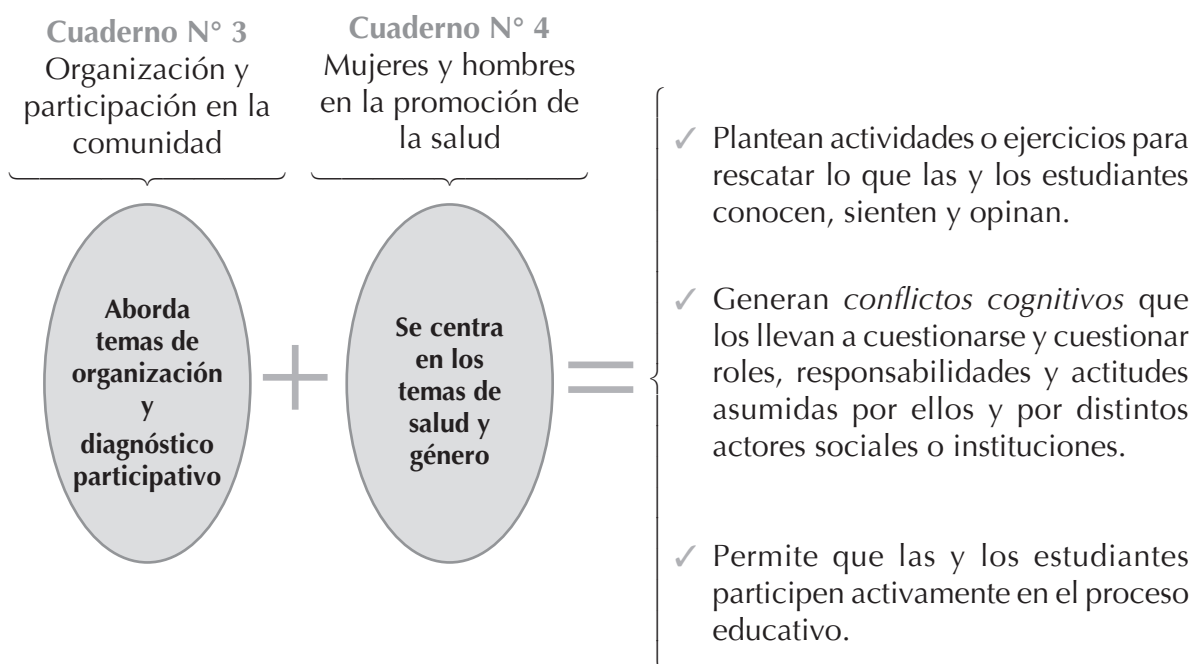 Cuaderno N° 3
Organización y
participación en la
comunidad
Cuaderno N° 4
Mujeres y hombres
en la promoción de
la salud
Aborda
temas de
organización
y
diagnóstico
participativo
+
Se centra
en los
temas de
salud y
género
=
✓ Plantean actividades o ejercicios para
rescatar lo que las y los estudiantes
conocen, sienten y opinan.
✓ Generan conflictos cognitivos que
los llevan a cuestionarse y cuestionar
roles, responsabilidades y actitudes
asumidas por ellos y por distintos
actores sociales o instituciones.
✓ Permite que las y los estudiantes
participen activamente en el proceso
educativo.